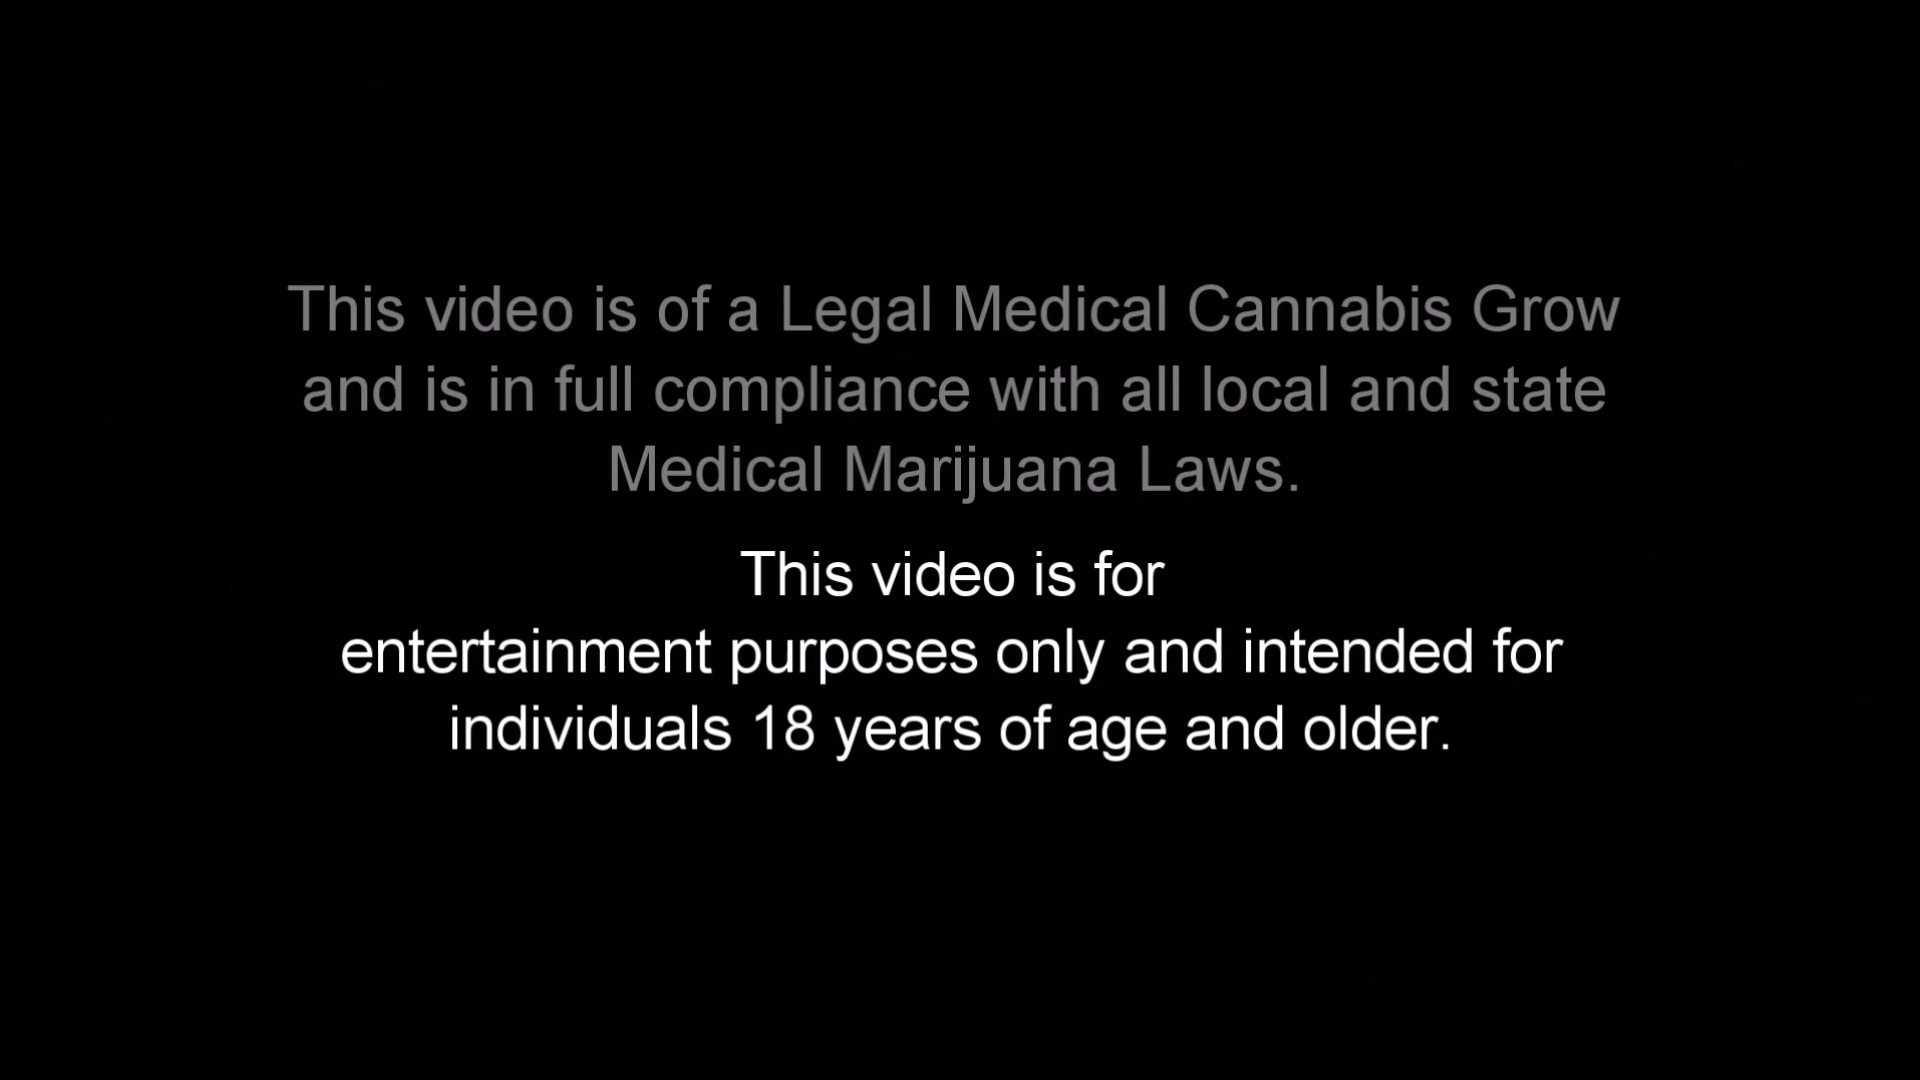 This video is of a Legal Medical Cannabis Grow
and is in full compliance with all local and state
Medical Marijuana Laws.
This video is for
entertainment purposes only and intended for
individuals 18 years of age and older.